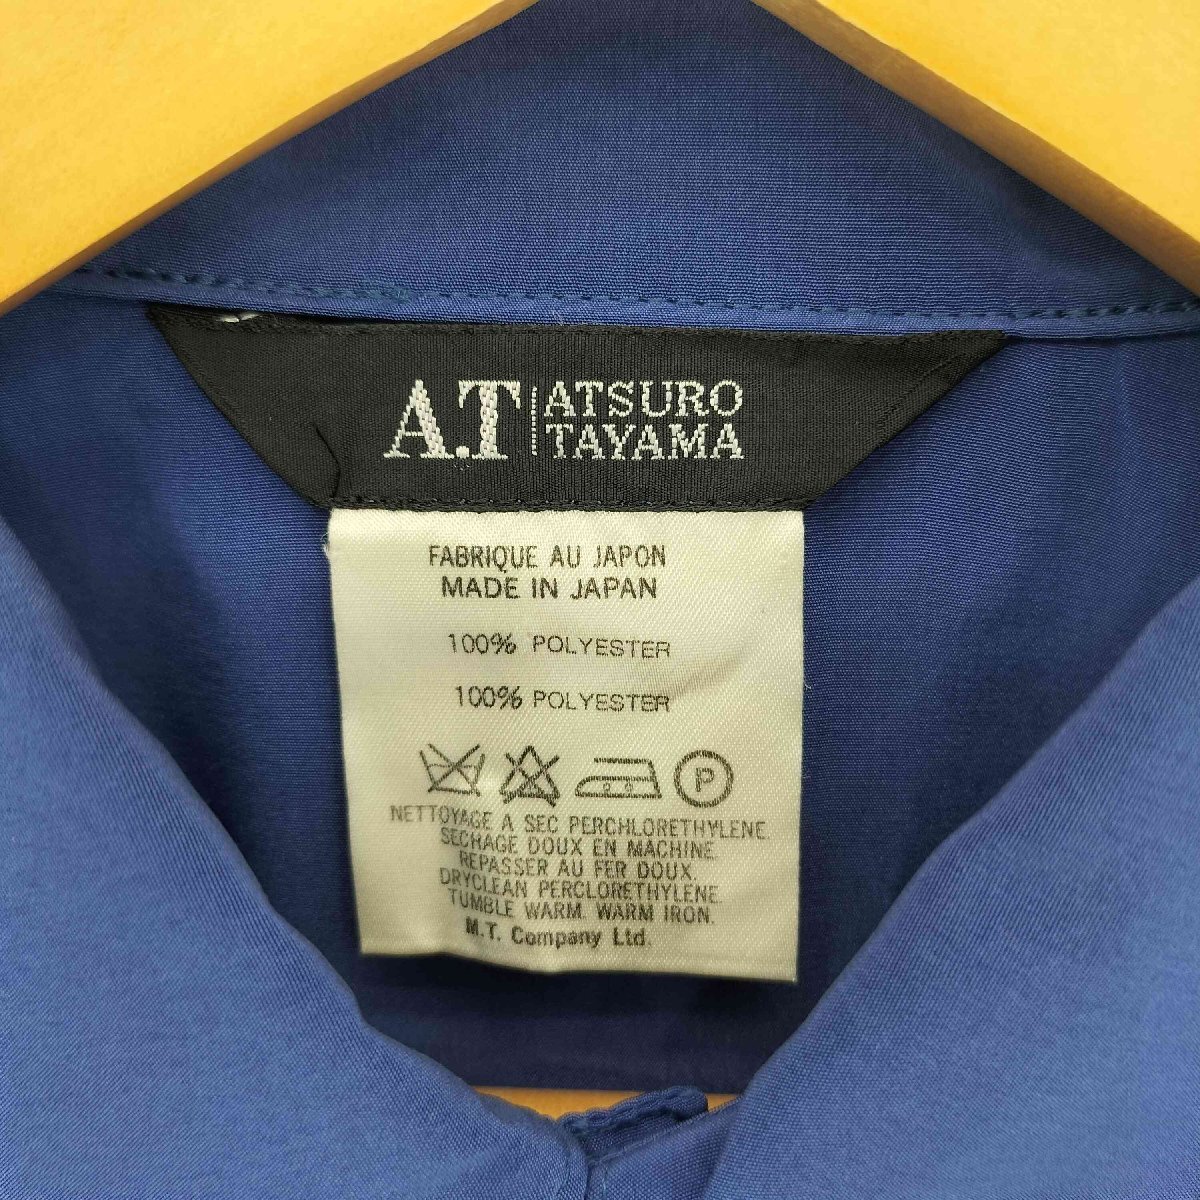 A.T
ATSURO
TAYAMA
FABRIQUE AU JAPON
MADE IN JAPAN
100% POLYESTER
100% POLYESTER
P
NETTOYAGE A SEC PERCHLORETHYLENE.
SECHAGE DOUX EN MACHINE.
REPASSER AU FER DOUX.
DRYCLEAN PERCLORETHYLENE.
TUMBLE WARM. WARM IRON.
M.T. Company Ltd.